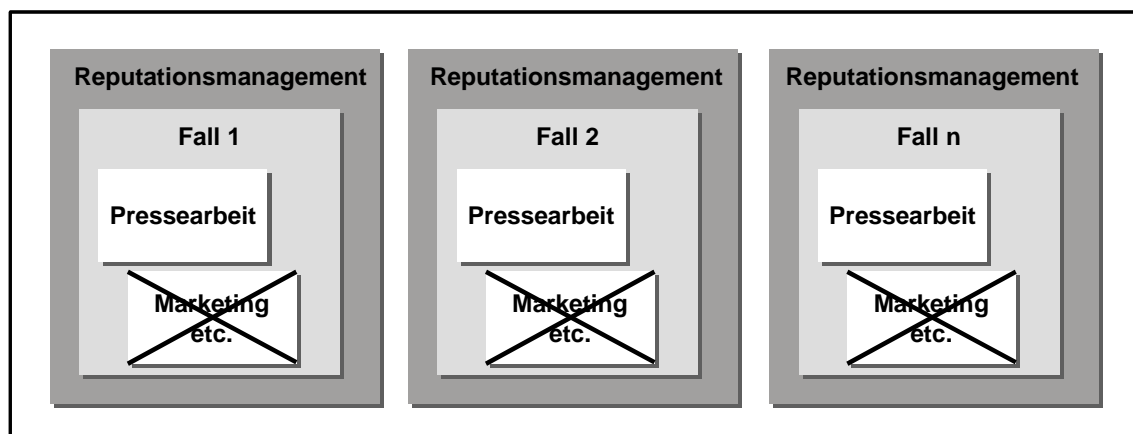 Reputationsmanagement
Fall 1
Pressearbeit
Marketing
etc.
Reputationsmanagement
Fall 2
Pressearbeit
Marketing
etc.
Reputationsmanagement
Fall n
Pressearbeit
Marketing
etc.